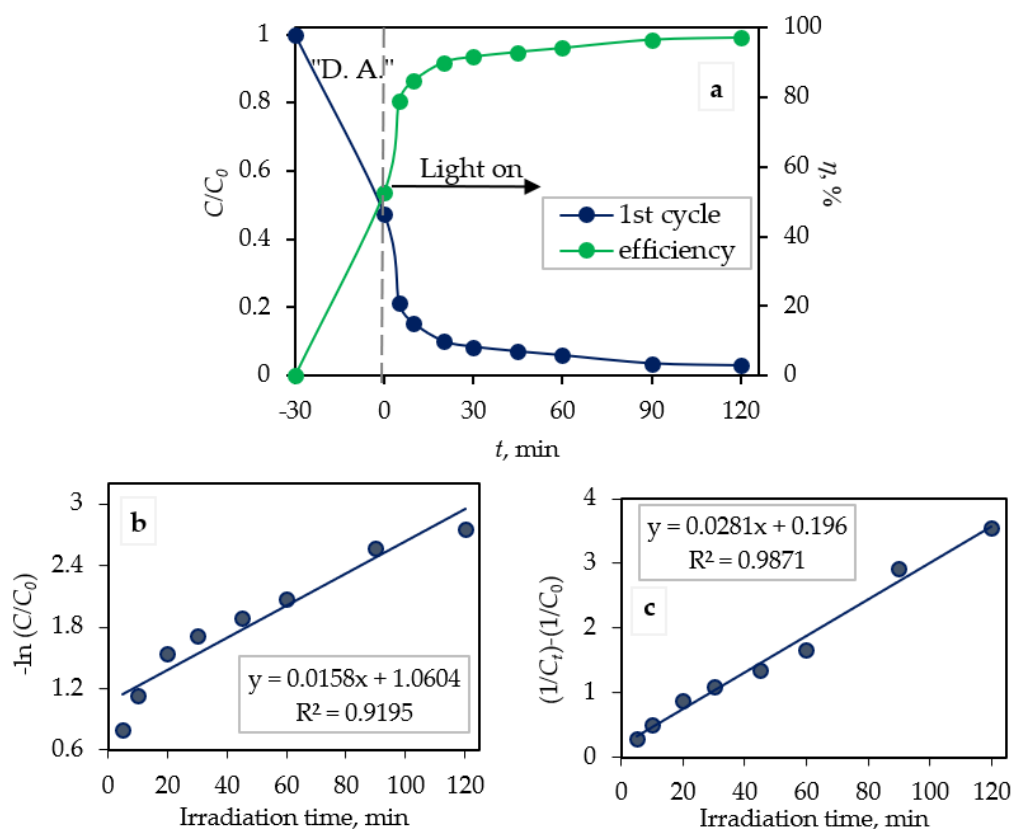 C/C0
1
0.8
0.6
0.4
0.2
0
"D. A."
a
Light on
1st cycle
efficiency
100
80
60
40
20
0
η, %
-30 0 30 60 90 120
t, min
-ln (C/C0)
3
2.4
1.8
1.2
0.6
b
y = 0.0158x + 1.0604
R² = 0.9195
0 20 40 60 80 100 120
Irradiation time, min
(1/Ct)-(1/C0)
4
3
2
1
0
y = 0.0281x + 0.196
R² = 0.9871
c
0 20 40 60 80 100 120
Irradiation time, min